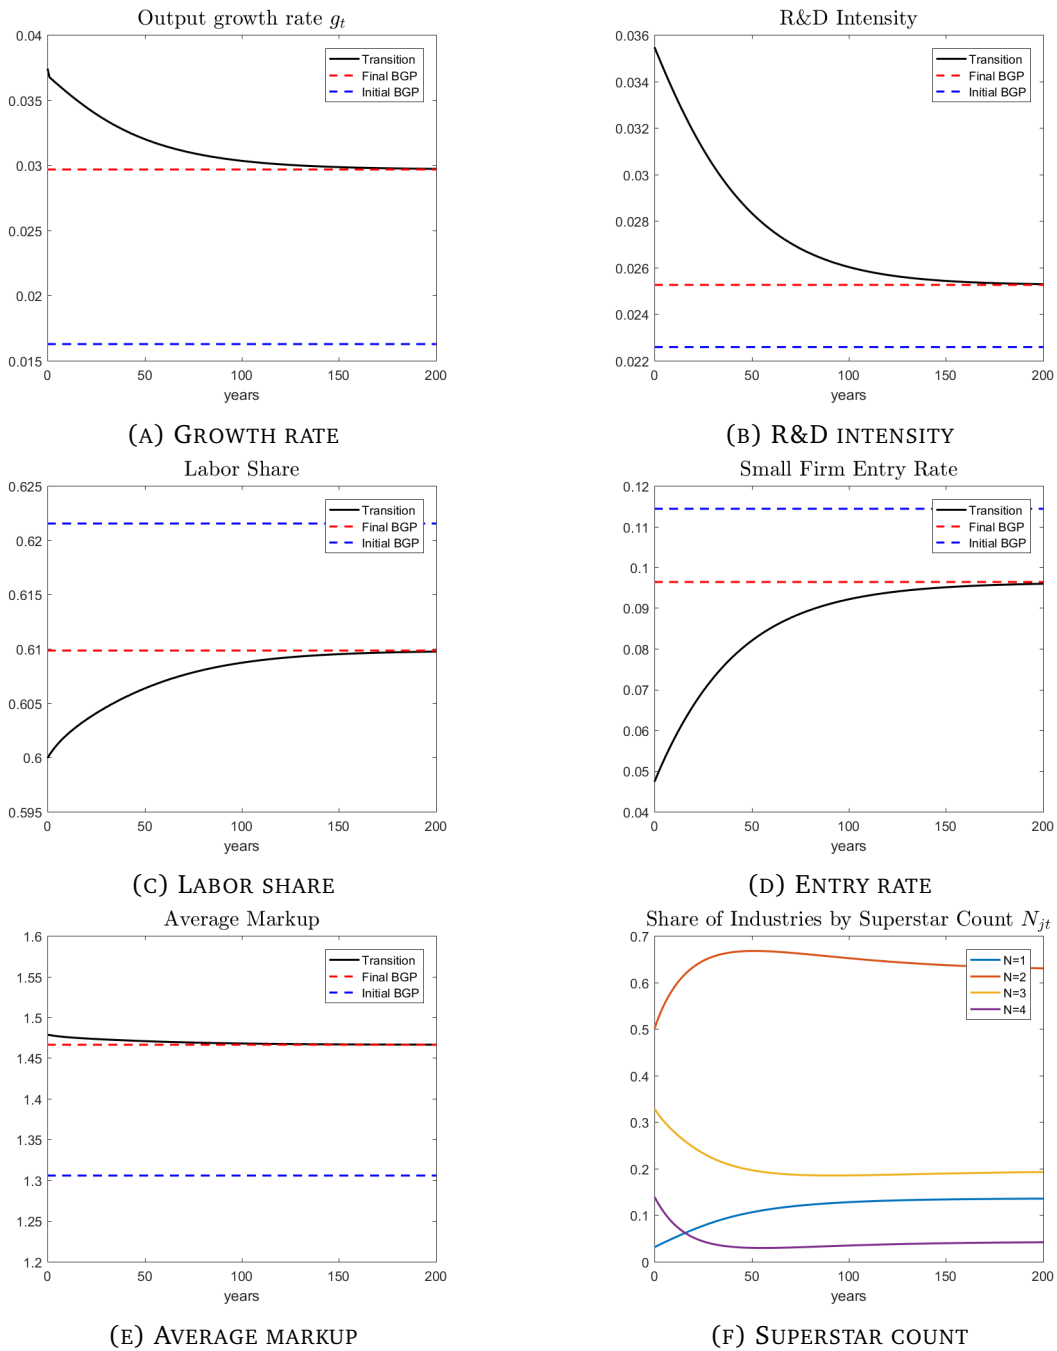 Output growth rate g_t
0.04
0.035
0.03
0.025
0.02
0.015
0 50 100 150 200
years
Transition
Final BGP
Initial BGP
(A) GROWTH RATE
R&D Intensity
0.036
0.034
0.032
0.03
0.028
0.026
0.024
0.022
0 50 100 150 200
years
Transition
Final BGP
Initial BGP
(B) R&D INTENSITY
Labor Share
0.625
0.62
0.615
0.61
0.605
0.6
0.595
0 50 100 150 200
years
Transition
Final BGP
Initial BGP
(C) LABOR SHARE
Small Firm Entry Rate
0.12
0.11
0.1
0.09
0.08
0.07
0.06
0.05
0.04
0 50 100 150 200
years
Transition
Final BGP
Initial BGP
(D) ENTRY RATE
Average Markup
1.6
1.55
1.5
1.45
1.4
1.35
1.3
1.25
1.2
0 50 100 150 200
years
Transition
Final BGP
Initial BGP
(E) AVERAGE MARKUP
Share of Industries by Superstar Count N_{jt}
0.7
0.6
0.5
0.4
0.3
0.2
0.1
0
0 50 100 150 200
years
N=1
N=2
N=3
N=4
(F) SUPERSTAR COUNT